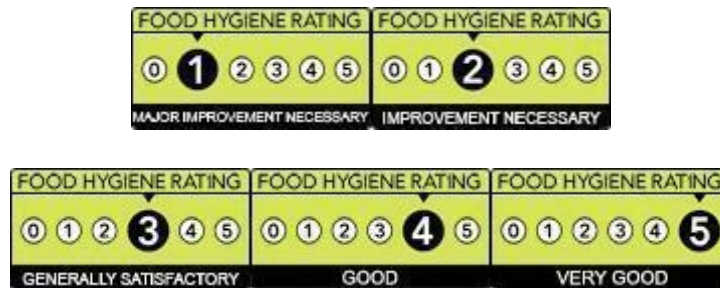 FOOD HYGIENE RATING
0 1 2 3 4 5
MAJOR IMPROVEMENT NECESSARY
FOOD HYGIENE RATING
0 1 2 3 4 5
IMPROVEMENT NECESSARY
FOOD HYGIENE RATING
0 1 2 3 4 5
GENERALLY SATISFACTORY
FOOD HYGIENE RATING
0 1 2 3 4 5
GOOD
FOOD HYGIENE RATING
0 1 2 3 4 5
VERY GOOD